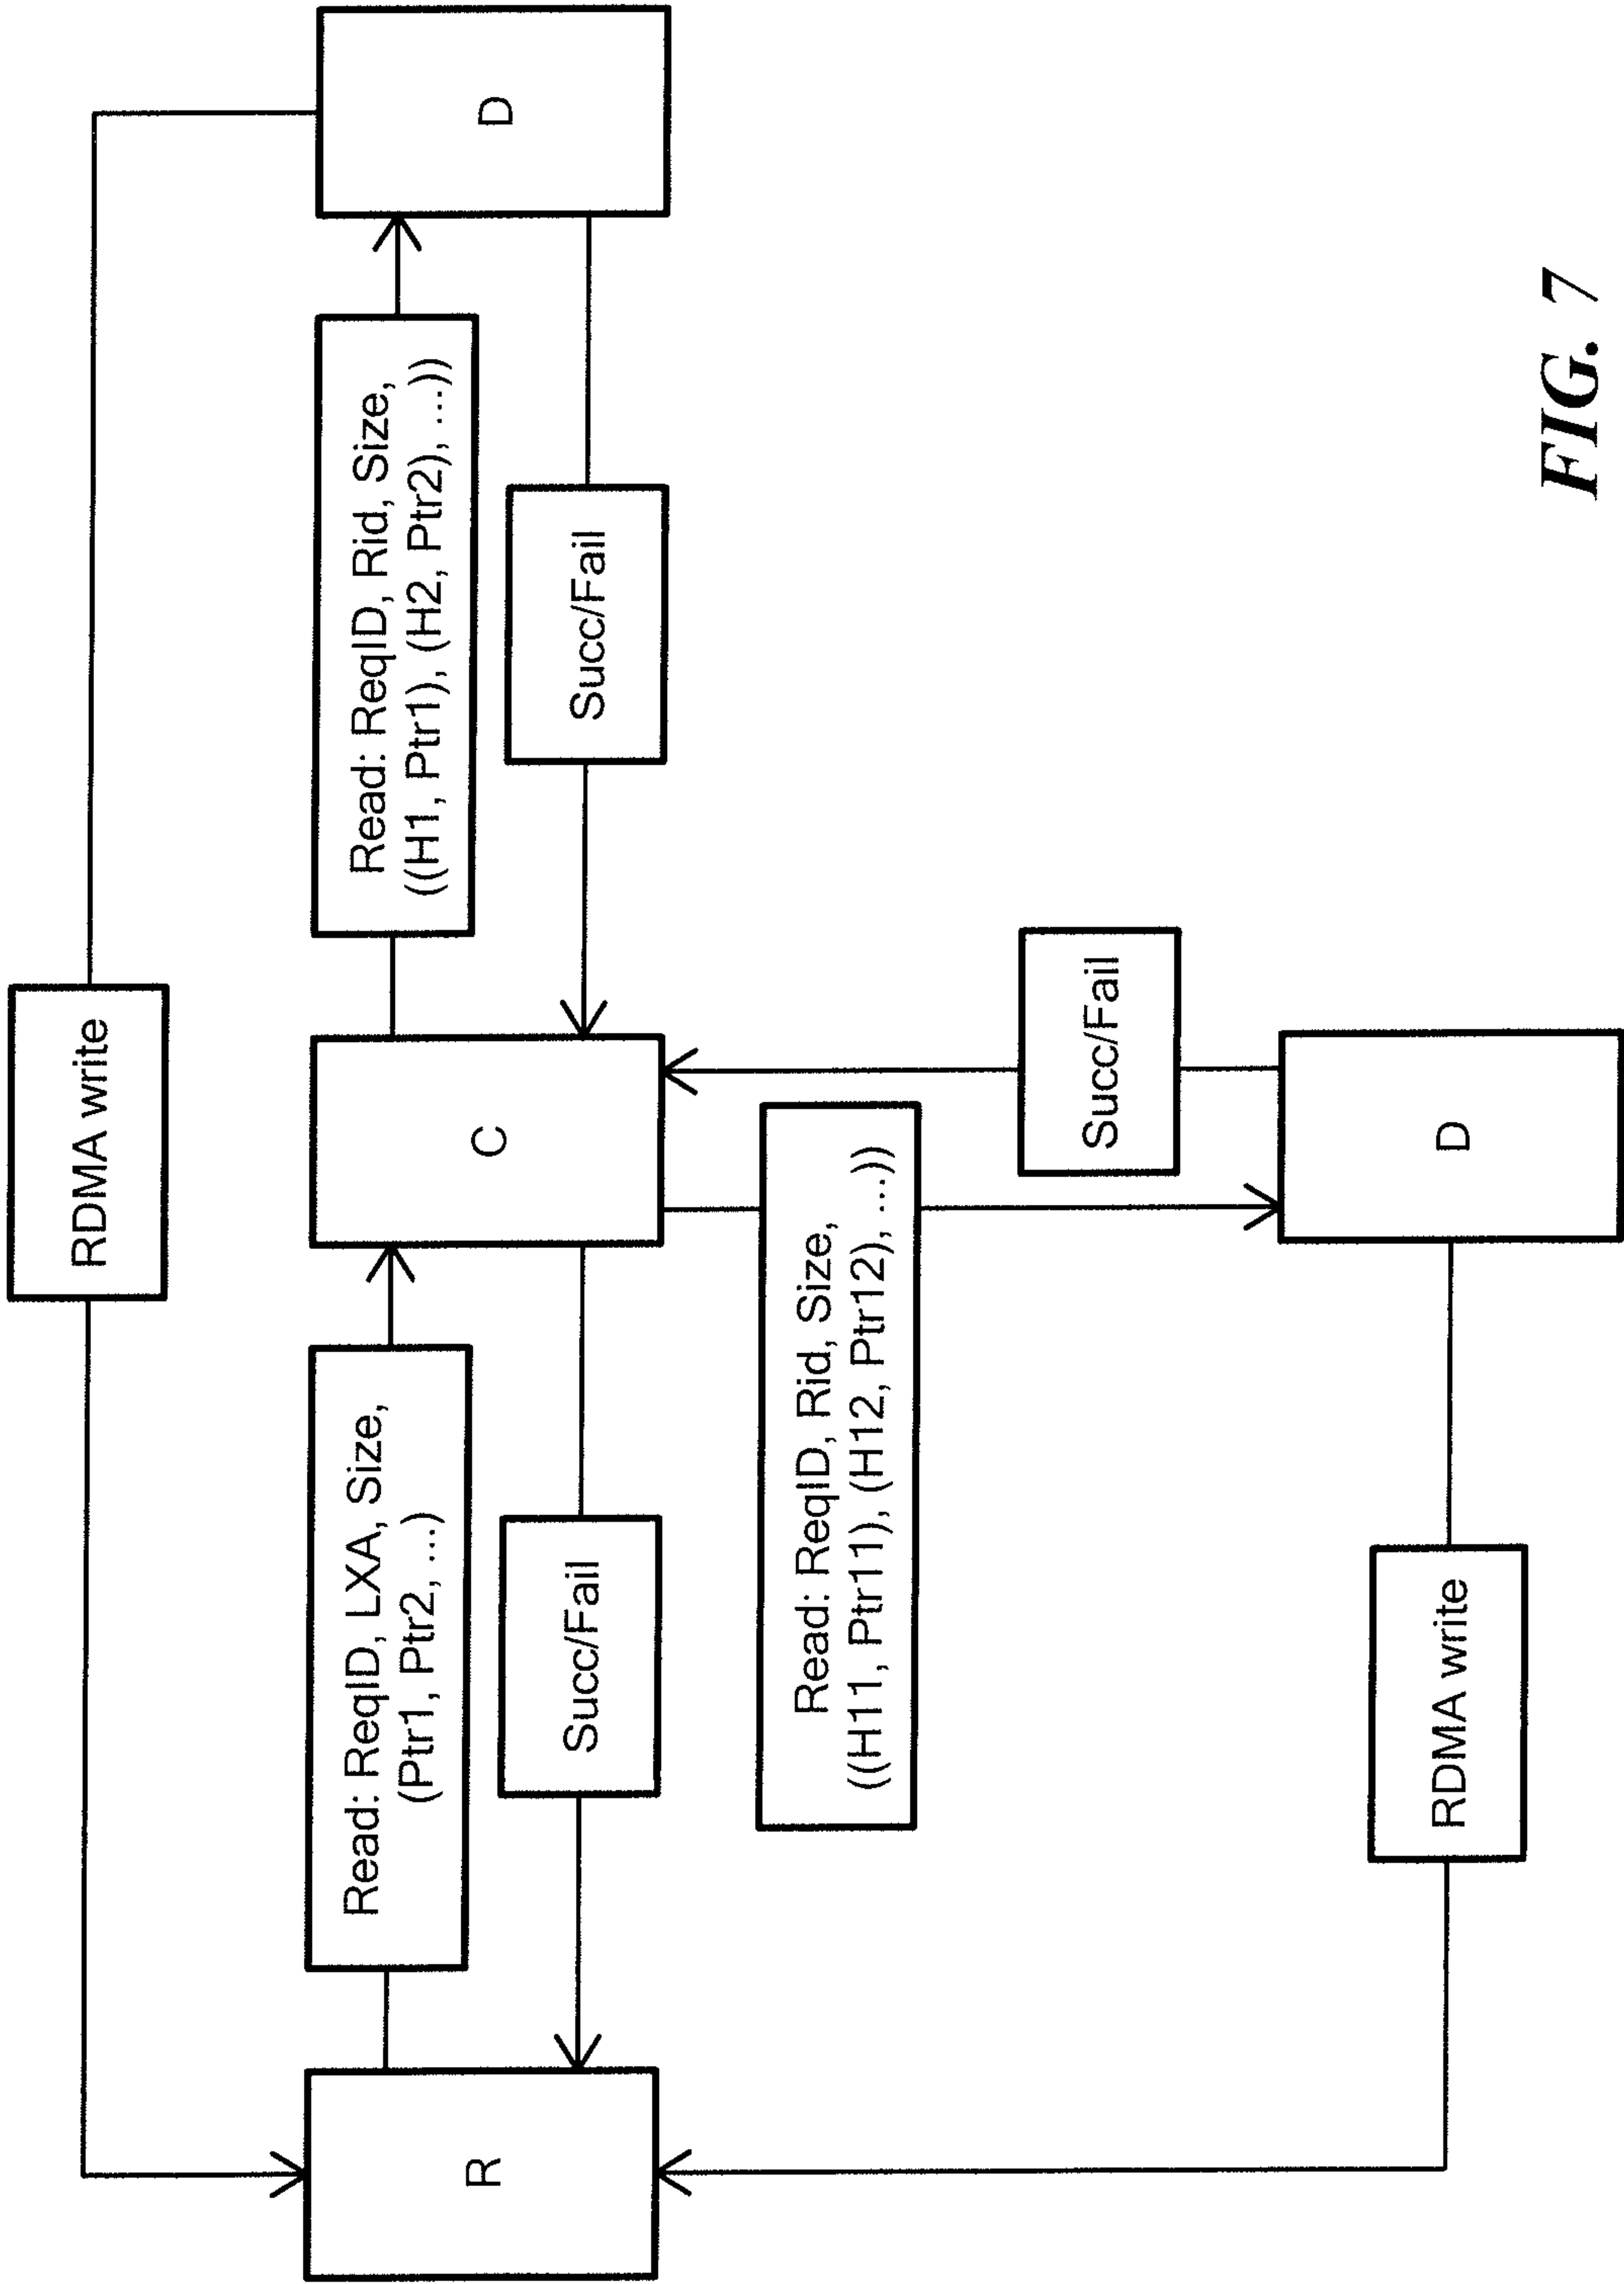 RDMA write
Read: ReqID, LXA, Size,
(Ptr1, Ptr2, ...)
Read: ReqID, Rid, Size,
((H1, Ptr1), (H2, Ptr2), ...))
R
C
D
Succ/Fail
Succ/Fail
Read: ReqID, Rid, Size,
((H11, Ptr11), (H12, Ptr12), ...))
Succ/Fail
RDMA write
D
FIG. 7